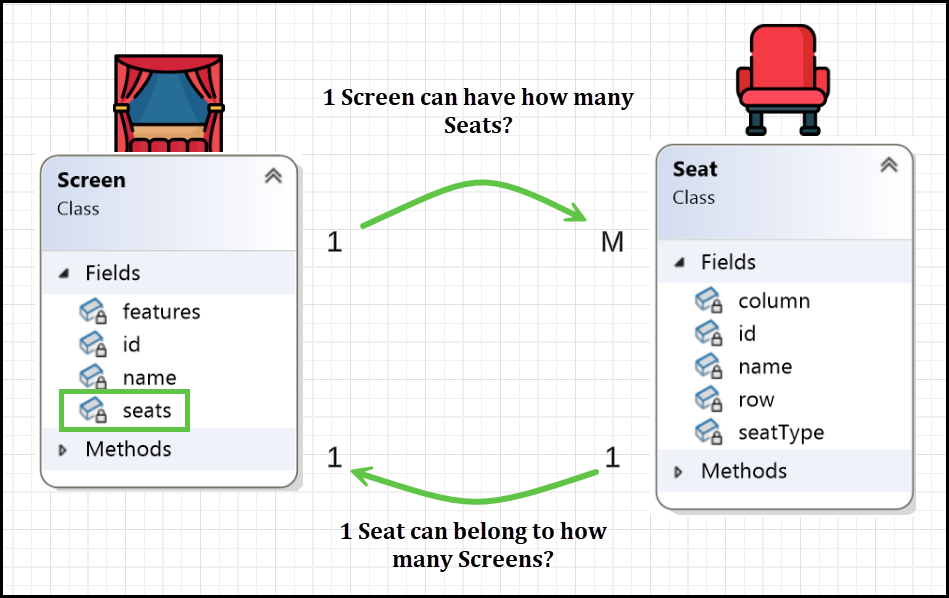 1 Screen can have how many
Seats?
Screen
Class
Fields
features
id
name
seats
Methods
1
M
Seat
Class
Fields
column
id
name
row
seatType
Methods
1
1
1 Seat can belong to how
many Screens?